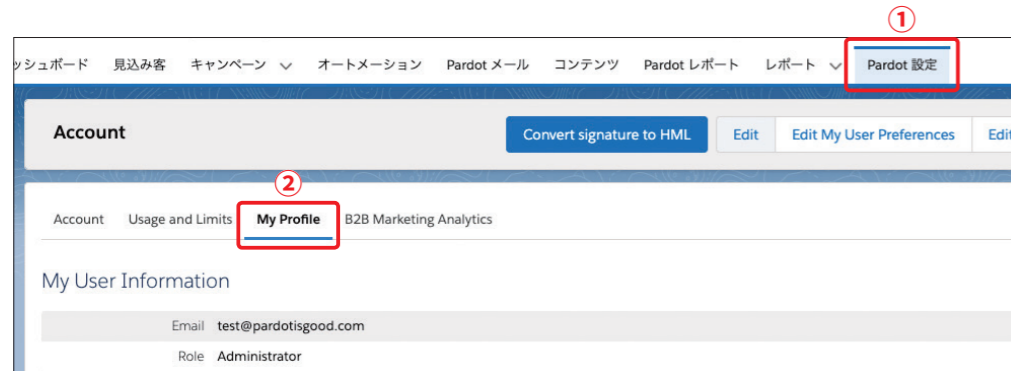 ①
ッシュボード 見込み客 キャンペーン オートメーション Pardot メール コンテンツ Pardot レポート レポート Pardot 設定
Account Convert signature to HML Edit Edit My User Preferences Edit
②
Account Usage and Limits My Profile B2B Marketing Analytics
My User Information
Email test@pardotisgood.com
Role Administrator